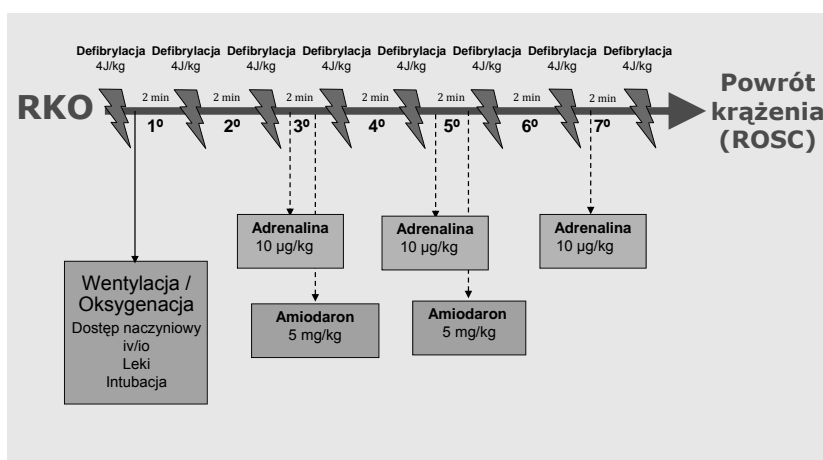 Defibrylacja Defibrylacja Defibrylacja Defibrylacja Defibrylacja Defibrylacja Defibrylacja Defibrylacja
4J/kg 4J/kg 4J/kg 4J/kg 4J/kg 4J/kg 4J/kg 4J/kg
RKO
2 min 2 min 2 min 2 min 2 min 2 min 2 min
1º 2º 3º 4º 5º 6º 7º
Powrót
krążenia
(ROSC)
Adrenalina
10 µg/kg
Adrenalina
10 µg/kg
Adrenalina
10 µg/kg
Wentylacja /
Oksygenacja
Dostęp naczyniowy
iv/io
Leki
Intubacja
Amiodaron
5 mg/kg
Amiodaron
5 mg/kg